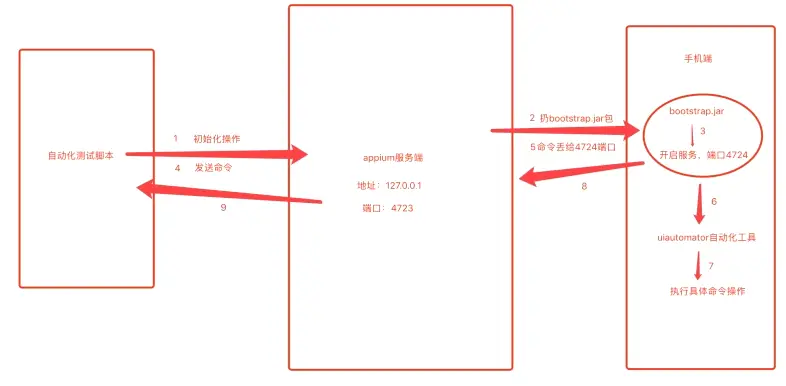 自动化测试脚本
1 初始化操作
4 发送命令
9
appium服务端
地址：127.0.0.1
端口：4723
2 扔bootstrap.jar包
5命令丢给4724端口
8
手机端
bootstrap.jar
3
开启服务，端口4724
6
uiautomator自动化工具
7
执行具体命令操作